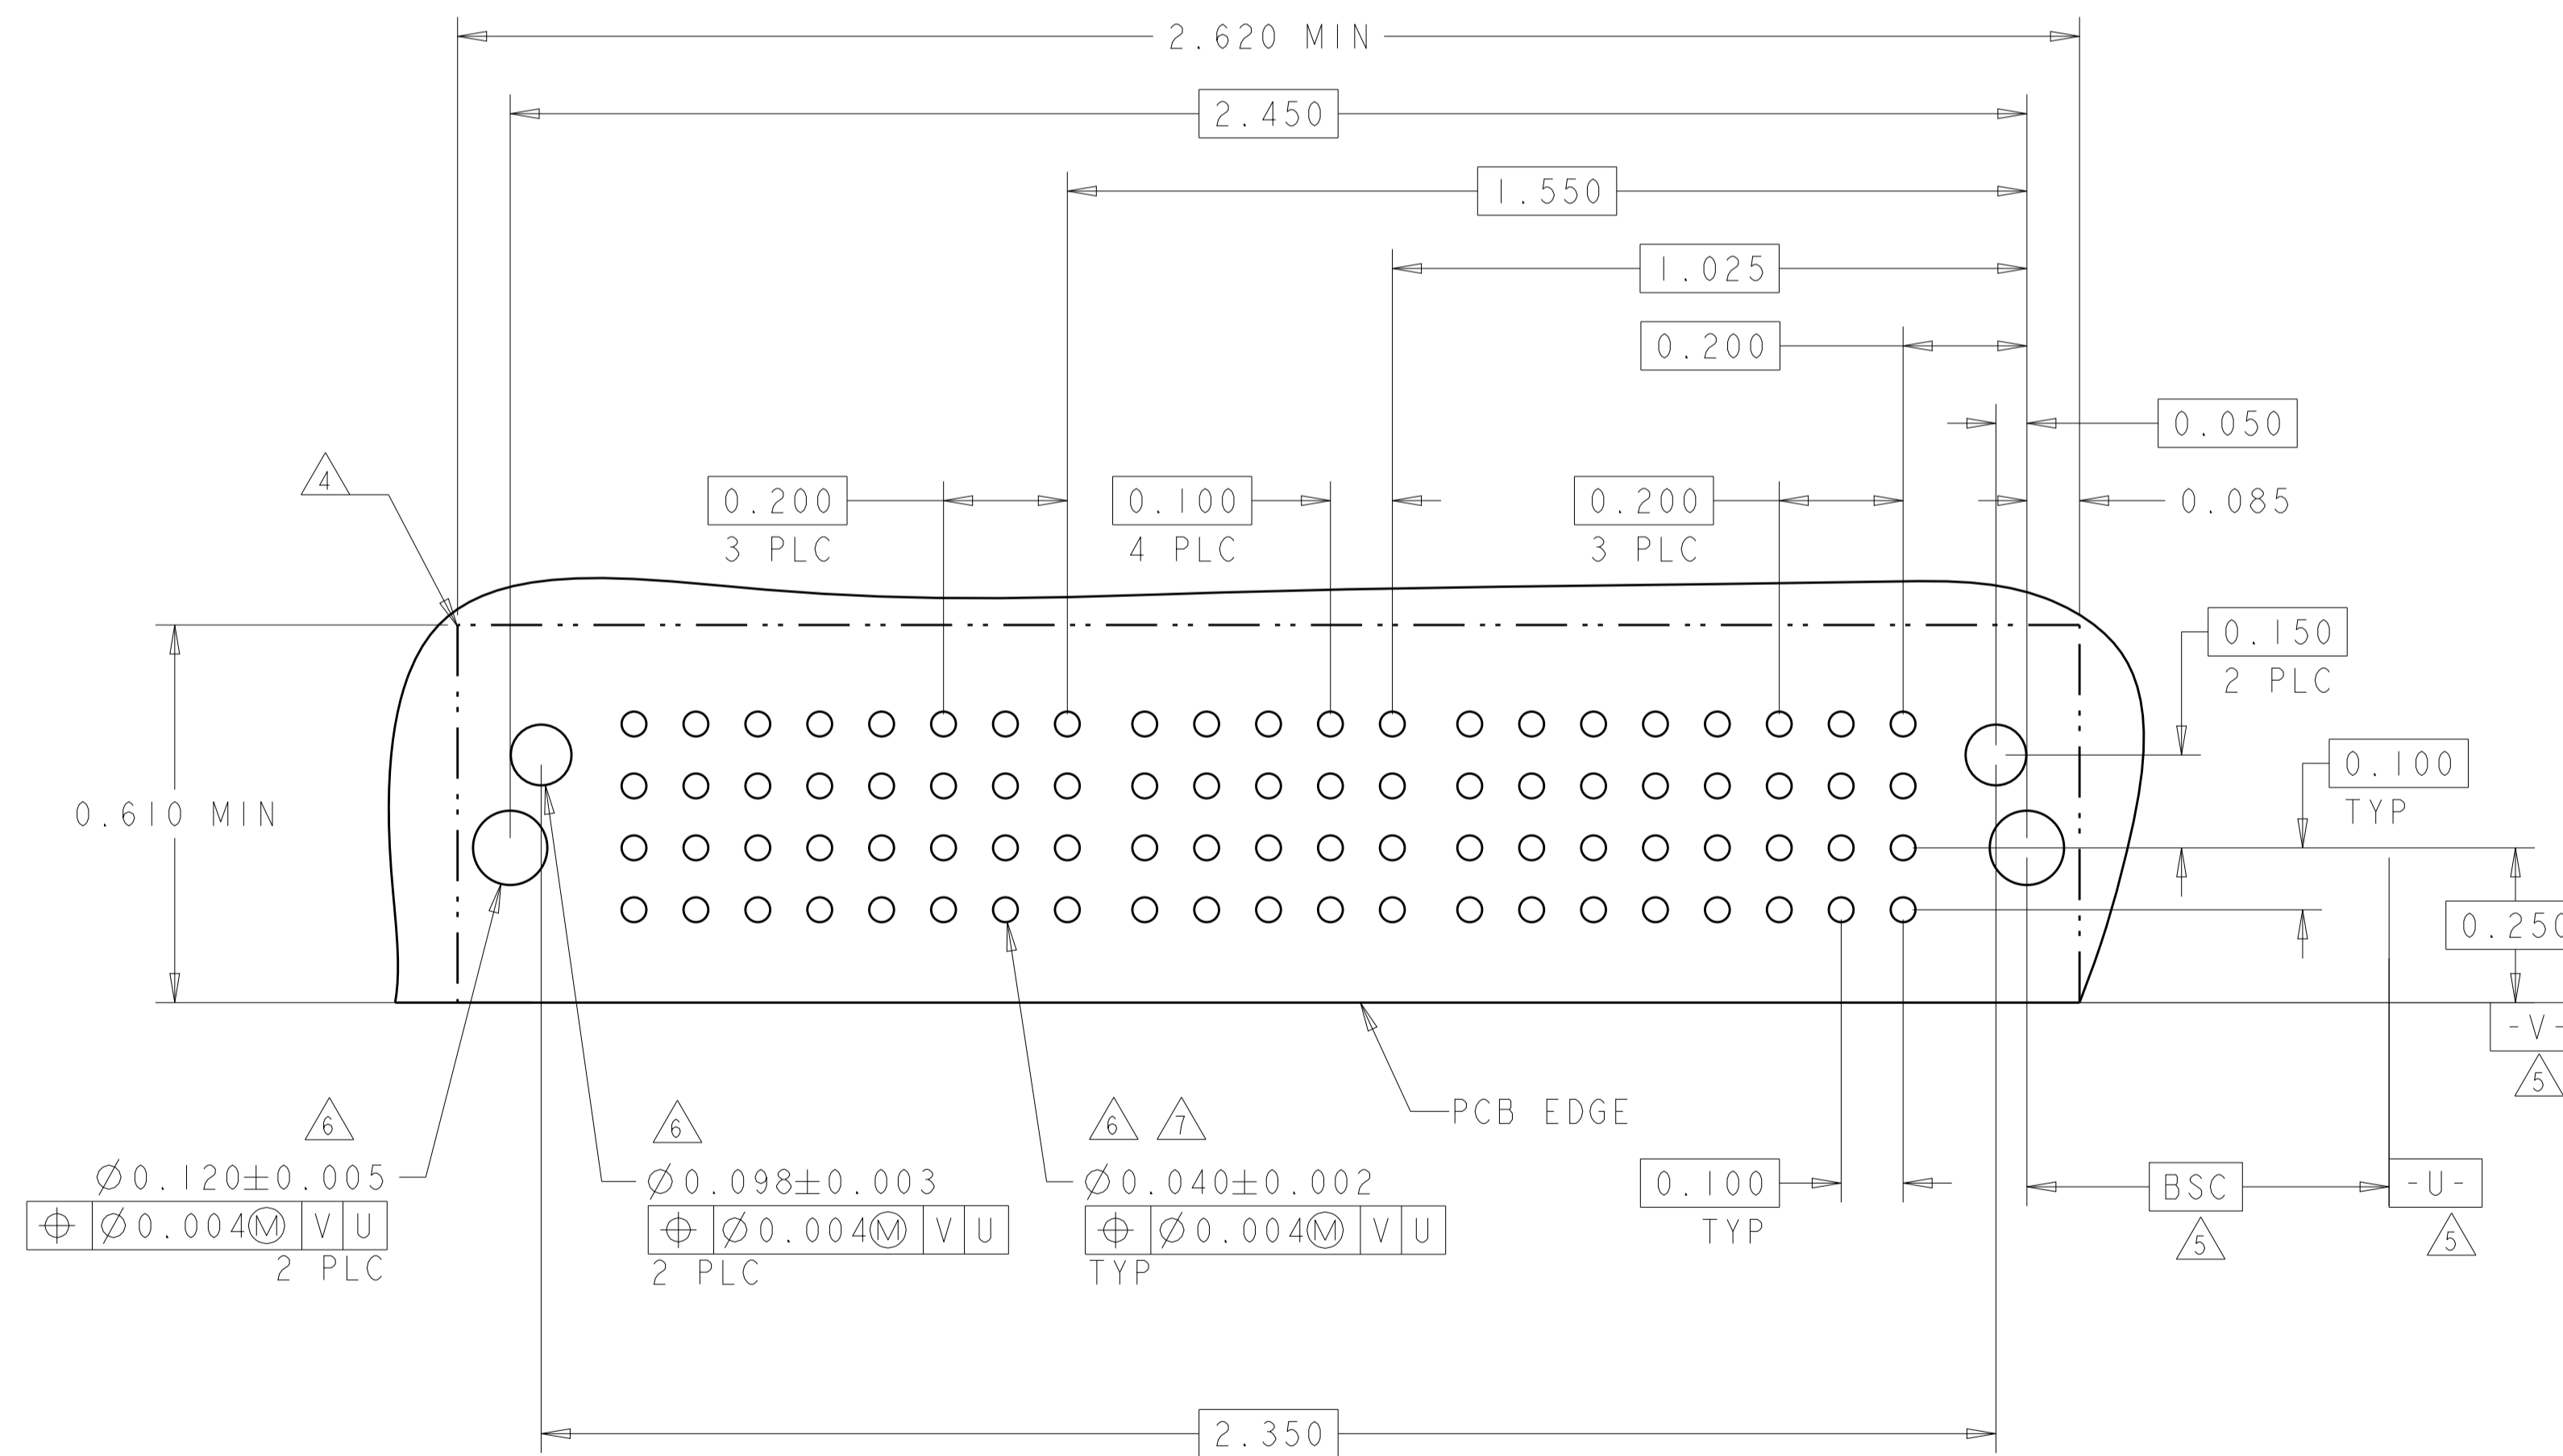 2.620 MIN
2.450
1.550
1.025
0.200
0.050
4
0.200
3 PLC
0.100
4 PLC
0.200
3 PLC
0.085
0.150
2 PLC
0.100
TYP
0.610 MIN
0.250
-V-
5
PCB EDGE
6
Ø0.120±0.005
⌖ Ø0.004Ⓜ V U
2 PLC
6
Ø0.098±0.003
⌖ Ø0.004Ⓜ V U
2 PLC
6 7
Ø0.040±0.002
⌖ Ø0.004Ⓜ V U
TYP
0.100
TYP
BSC
5
-U-
5
2.350